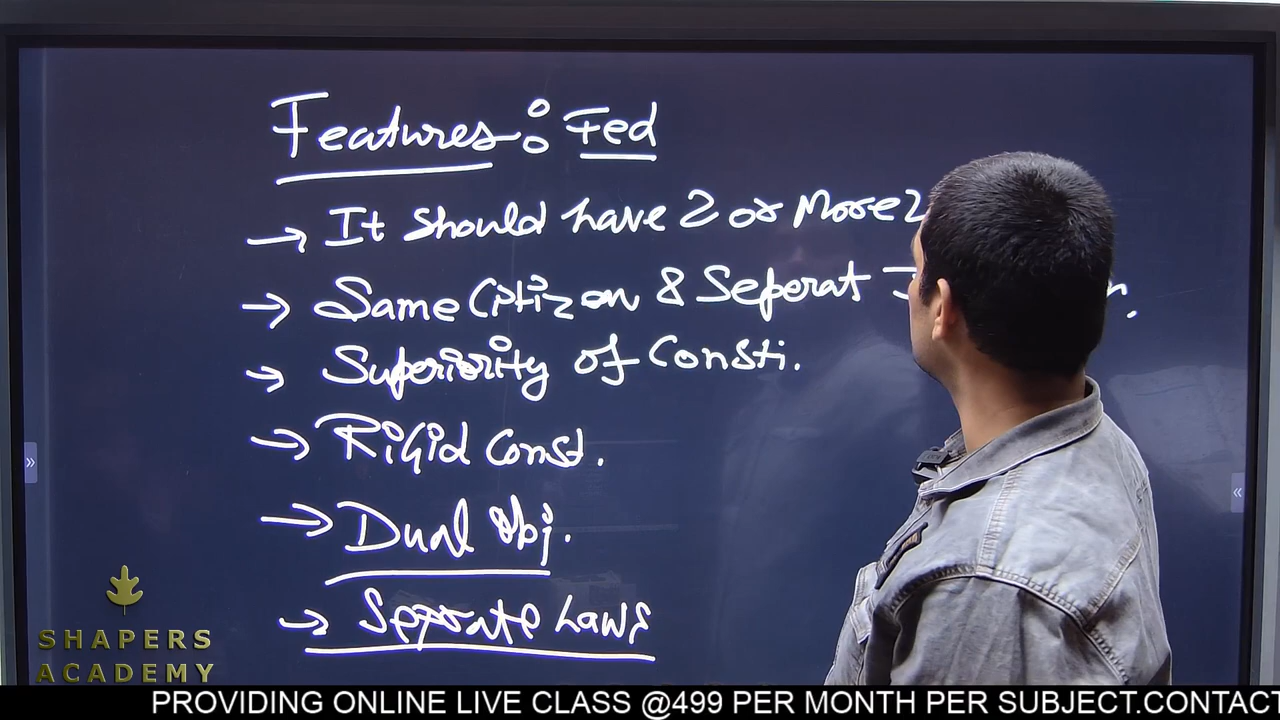 Features: Fed
→ It should have 2 or More
→ Same Citizen & Seperat
→ Superiority of Consti.
→ Rigid Const.
→ Dual Obj.
→ Seprate Laws
SHAPERS
ACADEMY
PROVIDING ONLINE LIVE CLASS @499 PER MONTH PER SUBJECT.CONTACT